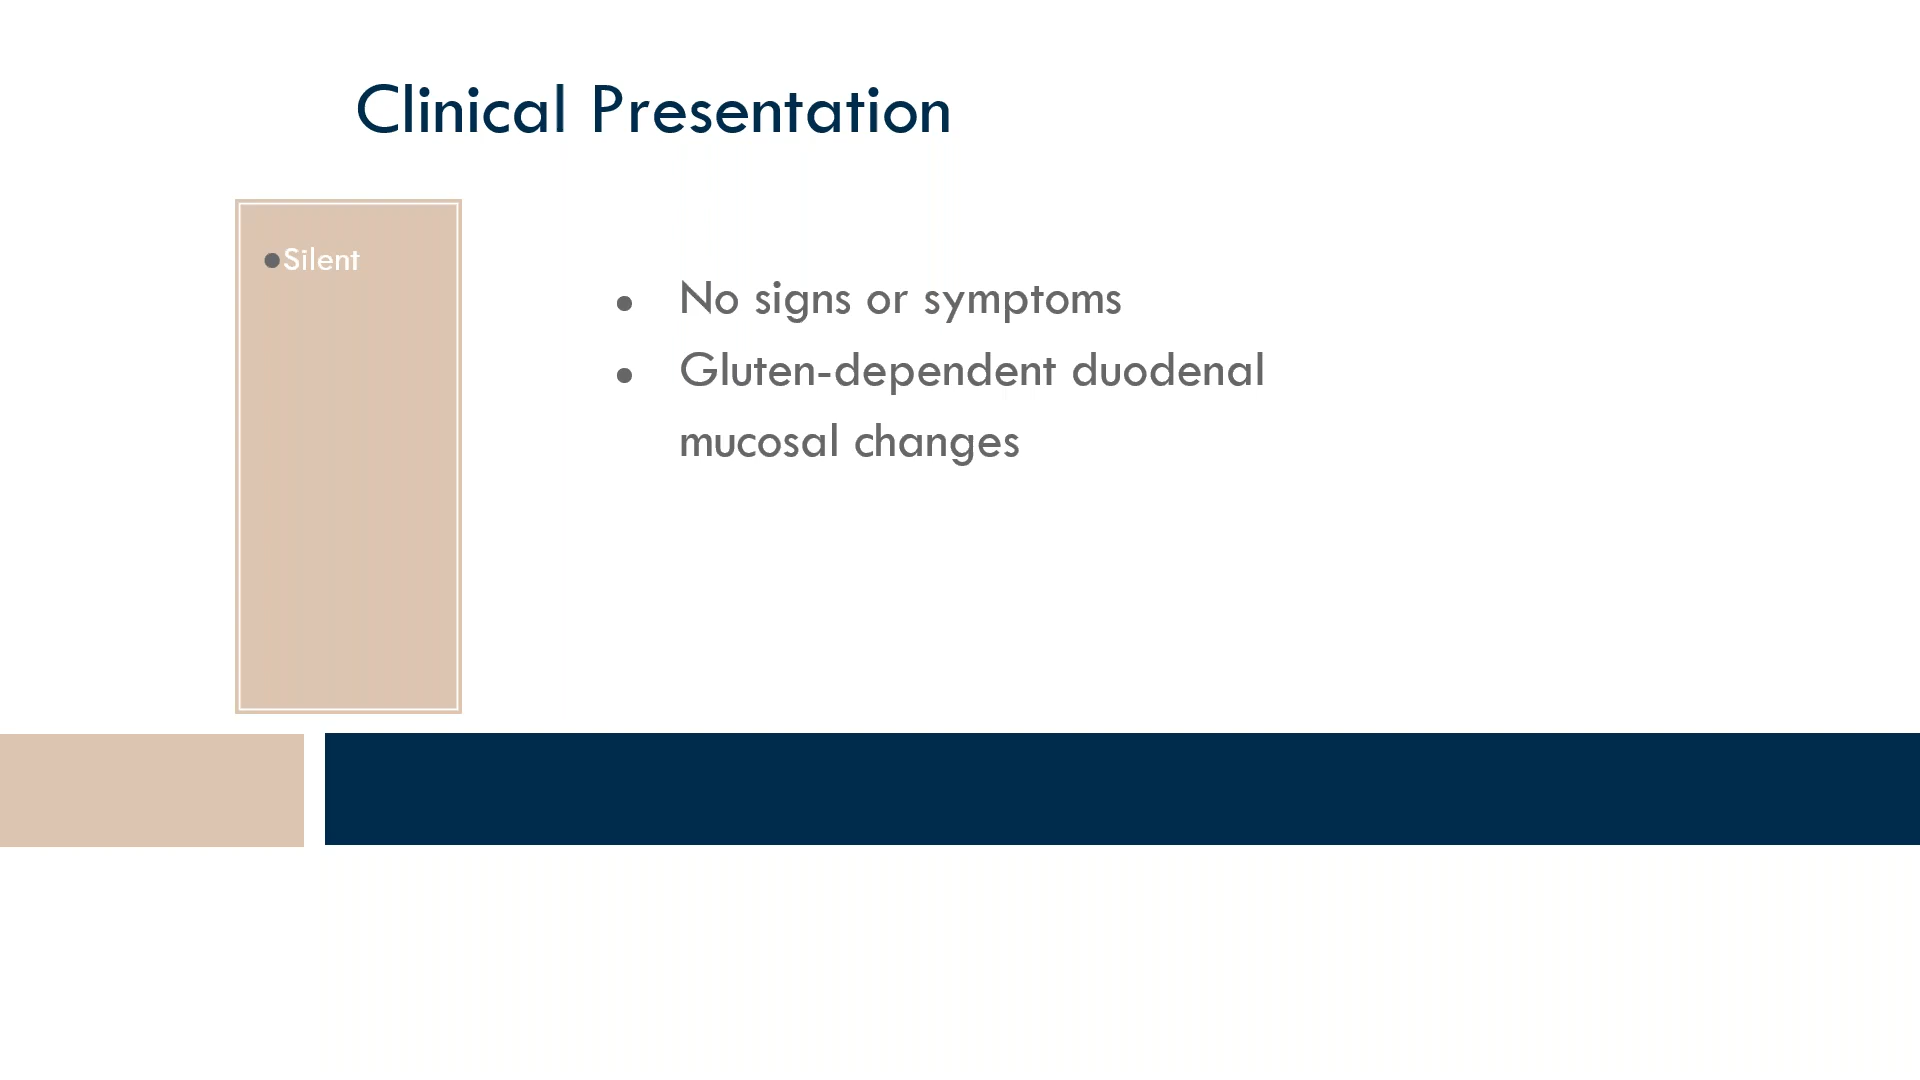 Clinical Presentation
●Silent
● No signs or symptoms
● Gluten-dependent duodenal
mucosal changes